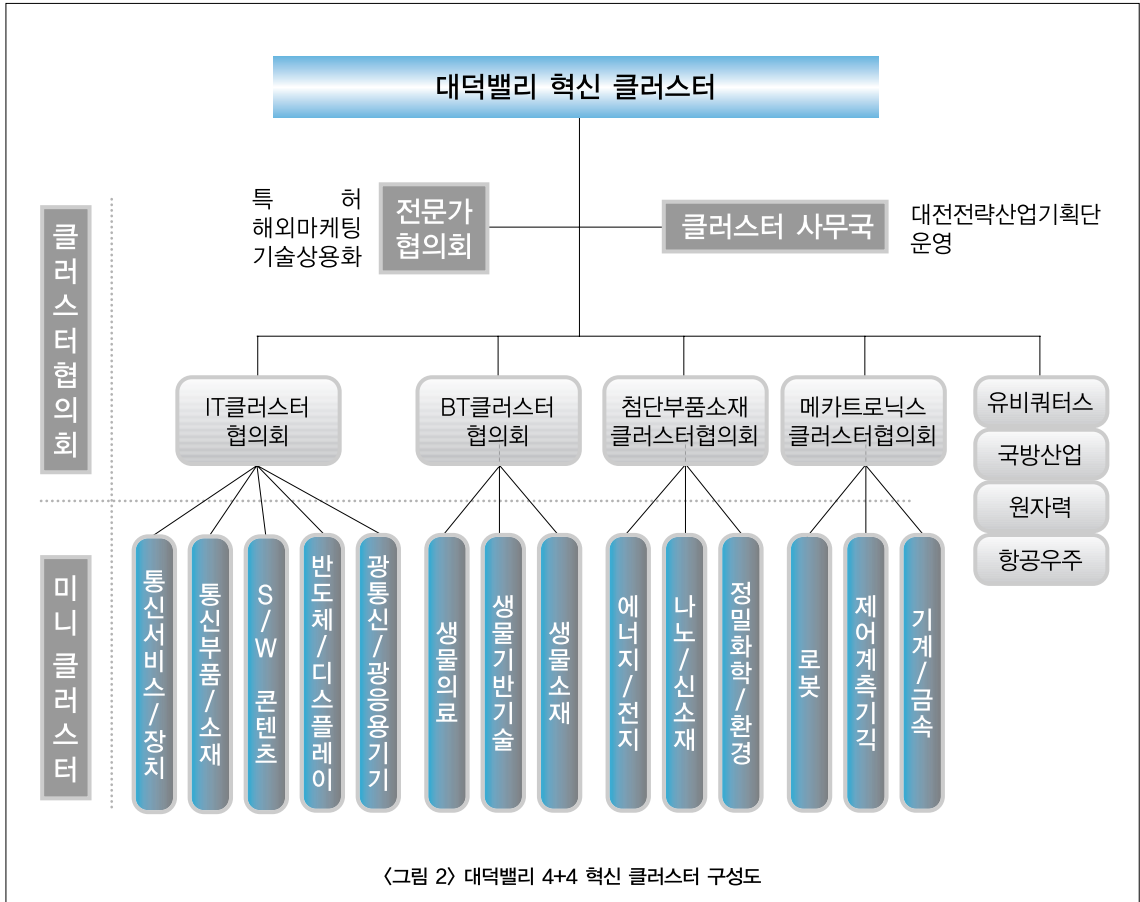 대덕밸리 혁신 클러스터
특 허
해외마케팅
기술상용화
전문가
협의회
클러스터 사무국
대전전략산업기획단
운영
클러스터협의회
IT클러스터
협의회
BT클러스터
협의회
첨단부품소재
클러스터협의회
메카트로닉스
클러스터협의회
유비쿼터스
국방산업
원자력
항공우주
미니 클러스터
통신서비스/장치
통신부품/소재
S/W 콘텐츠
반도체/디스플레이
광통신/광응용기기
생물의료
생물기반기술
생물소재
에너지/전지
나노/신소재
정밀화학/환경
로봇
제어계측기긱
기계/금속
〈그림 2〉 대덕밸리 4+4 혁신 클러스터 구성도